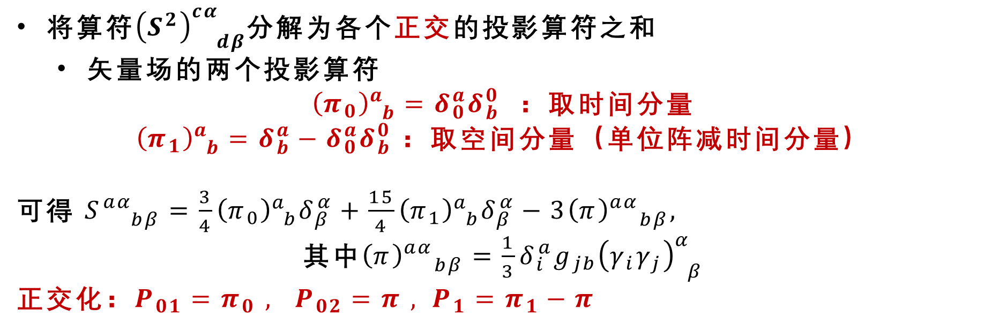 • 将算符(S²)^{cα}_{dβ}分解为各个正交的投影算符之和
• 矢量场的两个投影算符
(π₀)^a_b = δ^a_0 δ^0_b ：取时间分量
(π₁)^a_b = δ^a_b − δ^a_0 δ^0_b：取空间分量（单位阵减时间分量）
可得 S^{aα}_{bβ} = 3/4 (π₀)^a_b δ^α_β + 15/4 (π₁)^a_b δ^α_β − 3(π)^{aα}_{bβ},
其中(π)^{aα}_{bβ} = 1/3 δ^a_i g_{jb}(γ_i γ_j)^α_β
正交化：P₀₁ = π₀ , P₀₂ = π , P₁ = π₁ − π